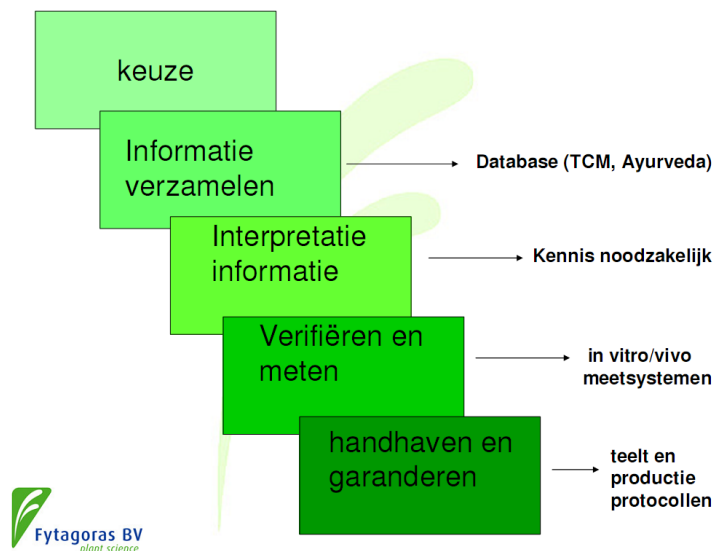 keuze
Informatie
verzamelen
Database (TCM, Ayurveda)
Interpretatie
informatie
Kennis noodzakelijk
Verifiëren en
meten
in vitro/vivo
meetsystemen
handhaven en
garanderen
teelt en
productie
protocollen
Fytagoras BV
plant science